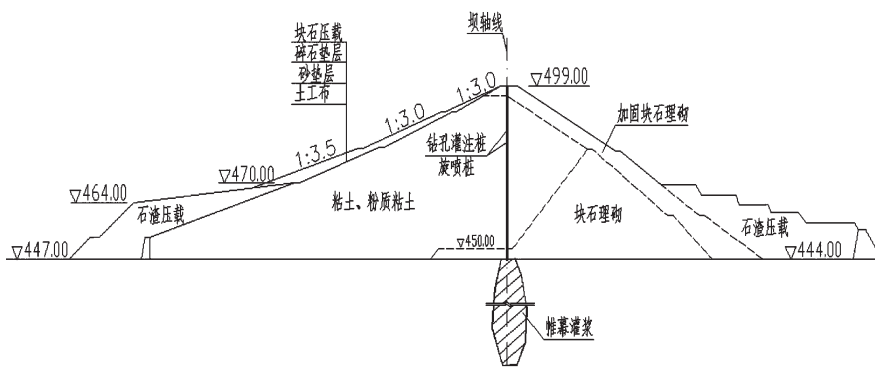 坝轴线
块石压载
碎石垫层
砂垫层
土工布
1:3.0
▽499.00
1:3.0
加固块石理砌
1:3.5
钻孔灌注桩
旋喷桩
▽470.00
▽464.00
粘土、粉质粘土
块石理砌
石渣压载
石渣压载
▽447.00
▽450.00
▽444.00
帷幕灌浆